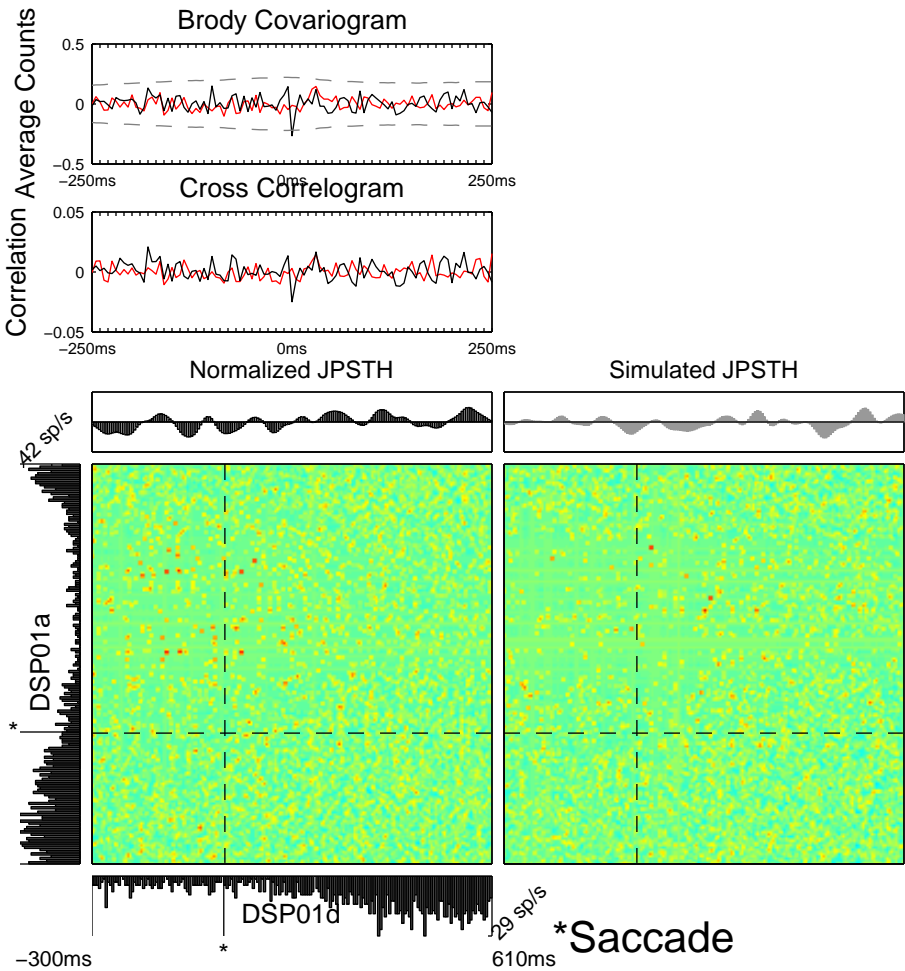 Brody Covariogram
Average Counts
0.5
0
−0.5
−250ms
0ms
250ms
Cross Correlogram
Correlation
0.05
0
−0.05
−250ms
0ms
250ms
Normalized JPSTH
Simulated JPSTH
42 sp/s
DSP01a
*
DSP01d
29 sp/s
*
*Saccade
−300ms
610ms